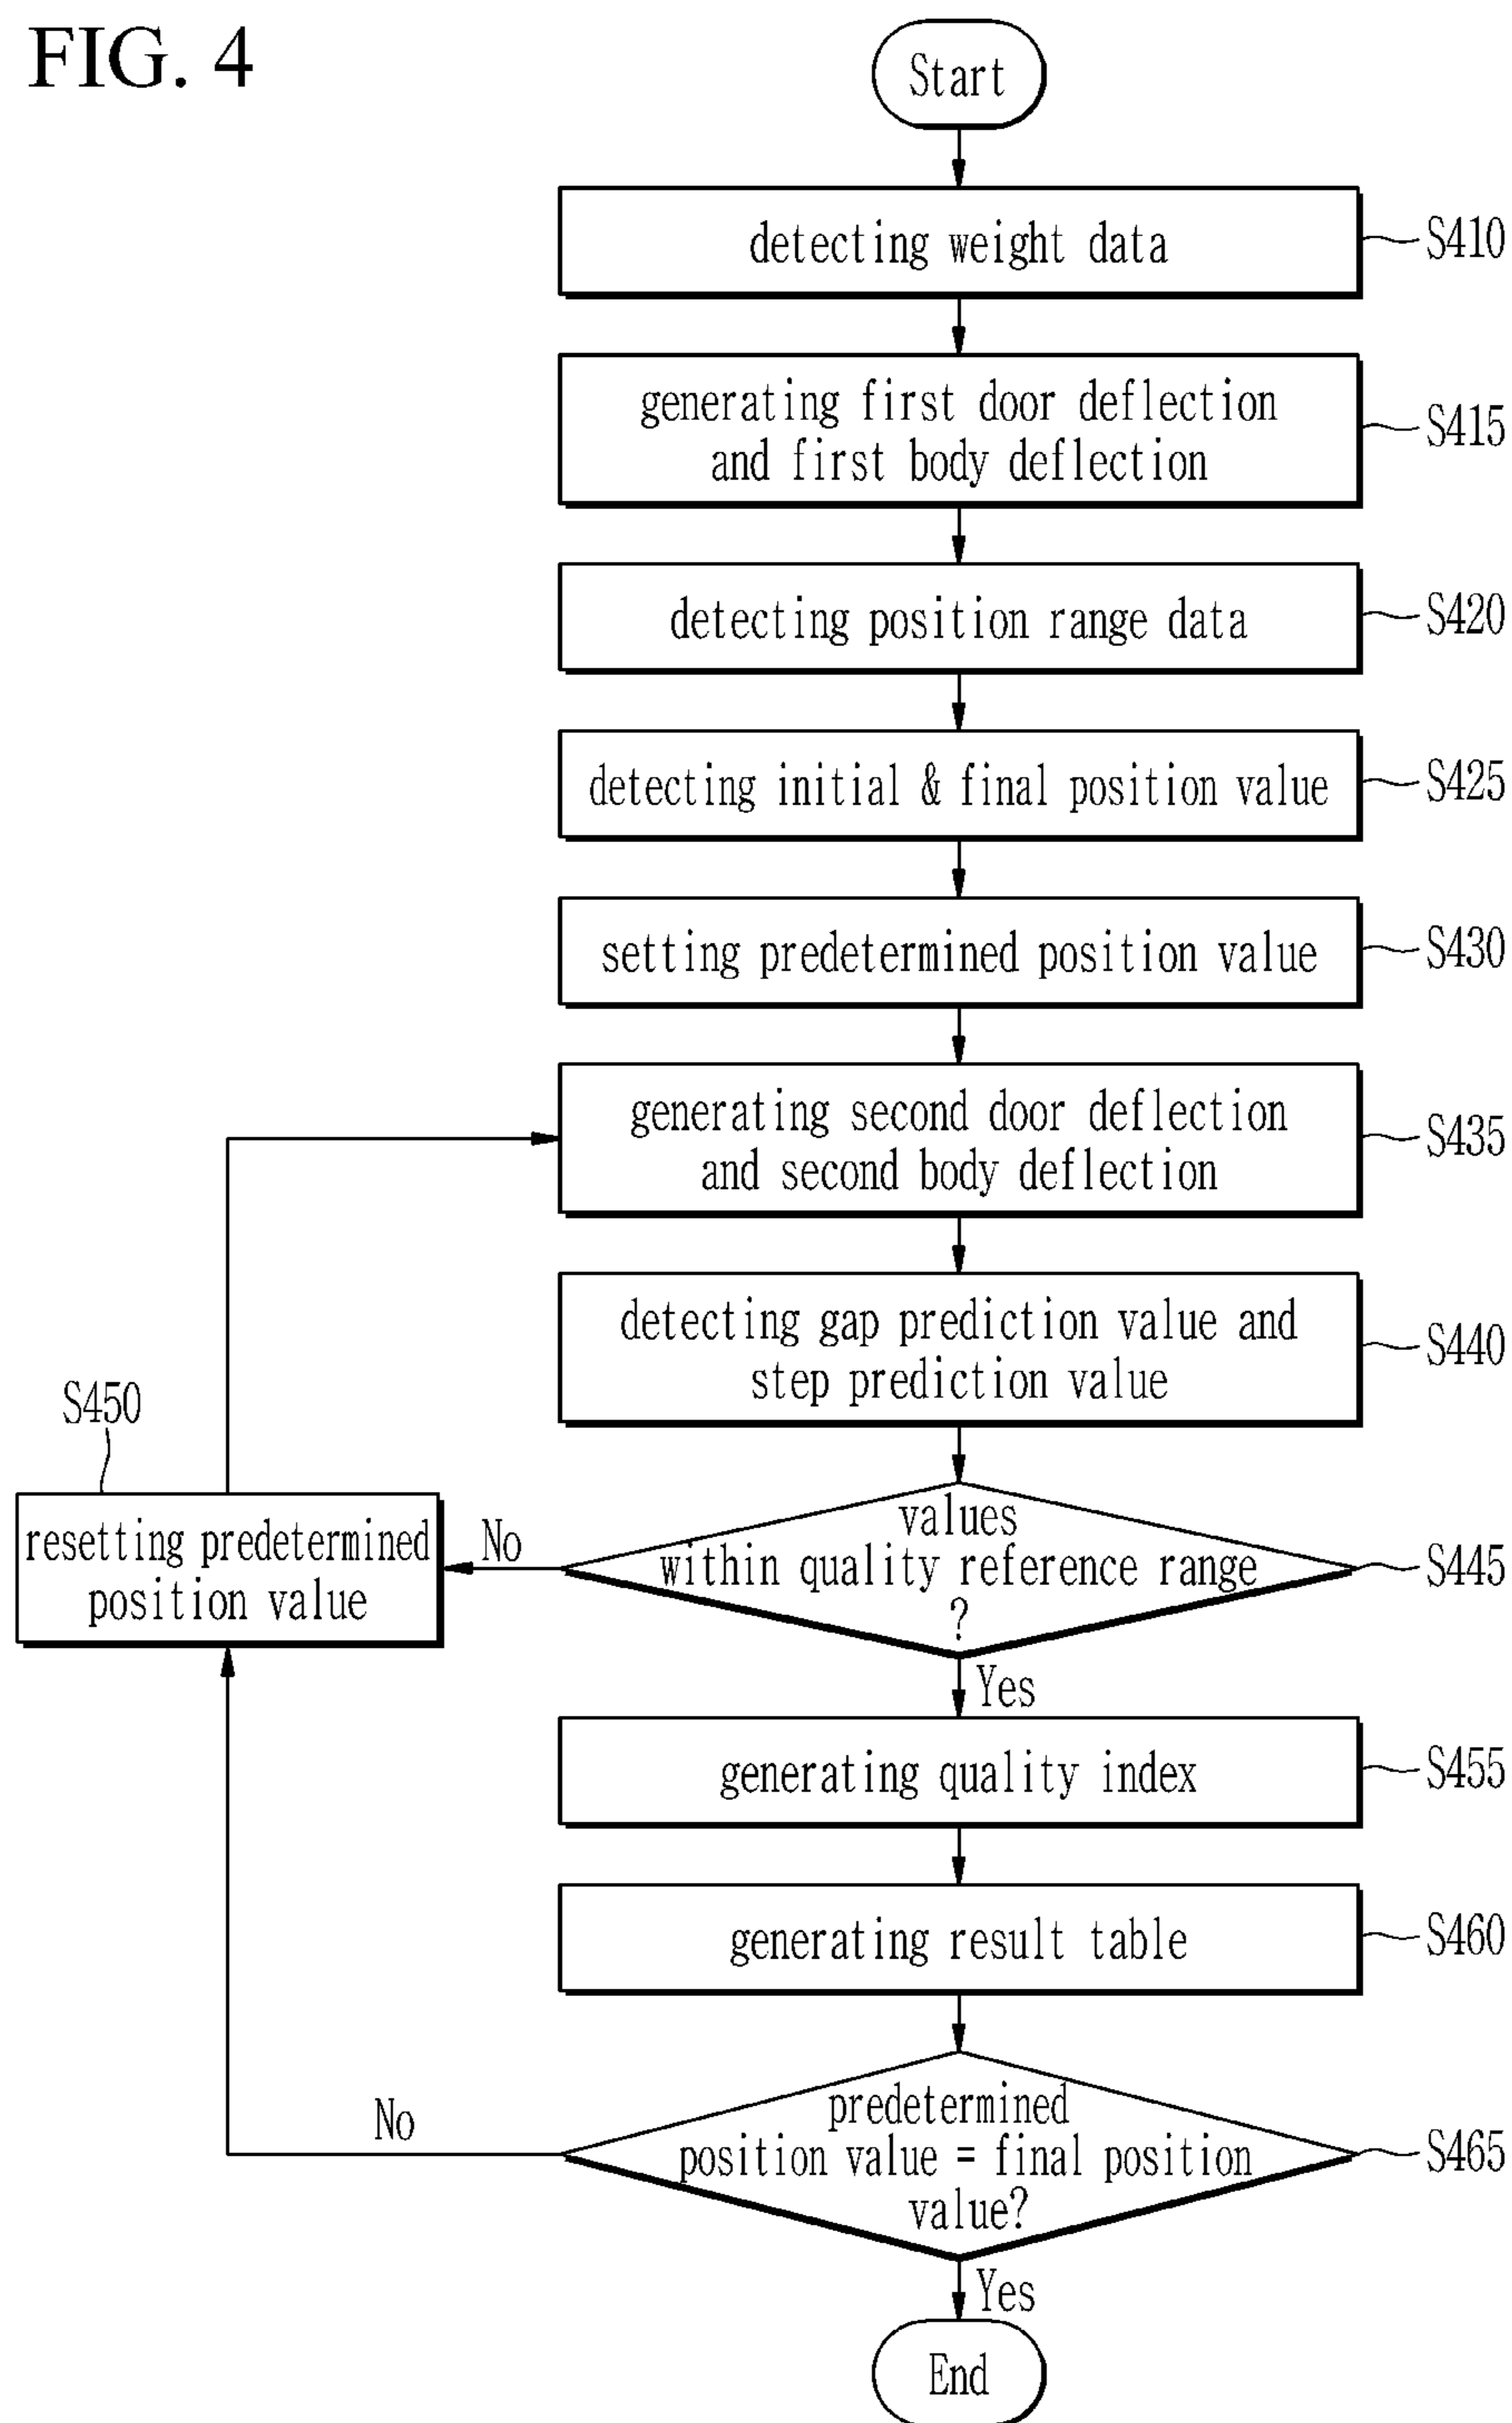 FIG. 4
Start
detecting weight data
S410
generating first door deflection
and first body deflection
S415
detecting position range data
S420
detecting initial & final position value
S425
setting predetermined position value
S430
generating second door deflection
and second body deflection
S435
detecting gap prediction value and
step prediction value
S440
S450
resetting predetermined
position value
No
values
within quality reference range
?
S445
Yes
generating quality index
S455
generating result table
S460
No
predetermined
position value = final position
value?
S465
Yes
End